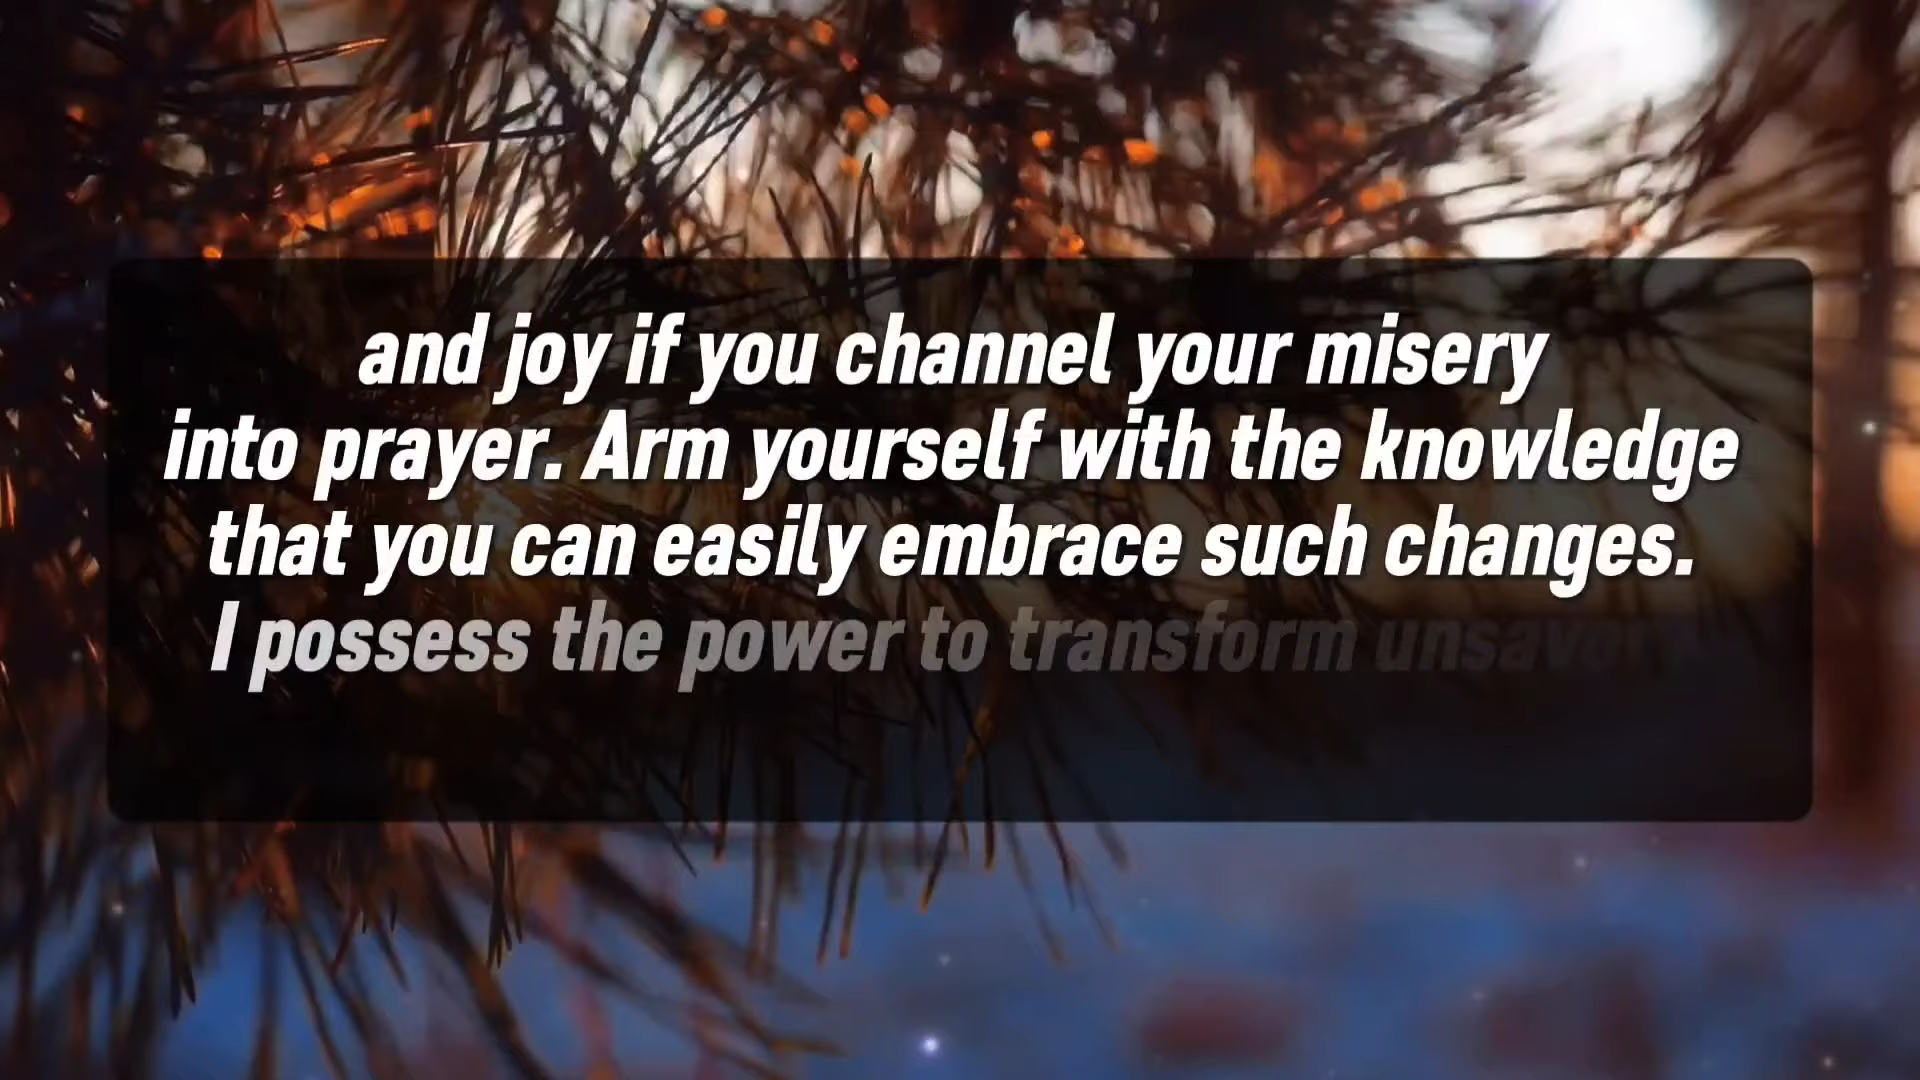 and joy if you channel your misery
into prayer. Arm yourself with the knowledge
that you can easily embrace such changes.
I possess the power to transform